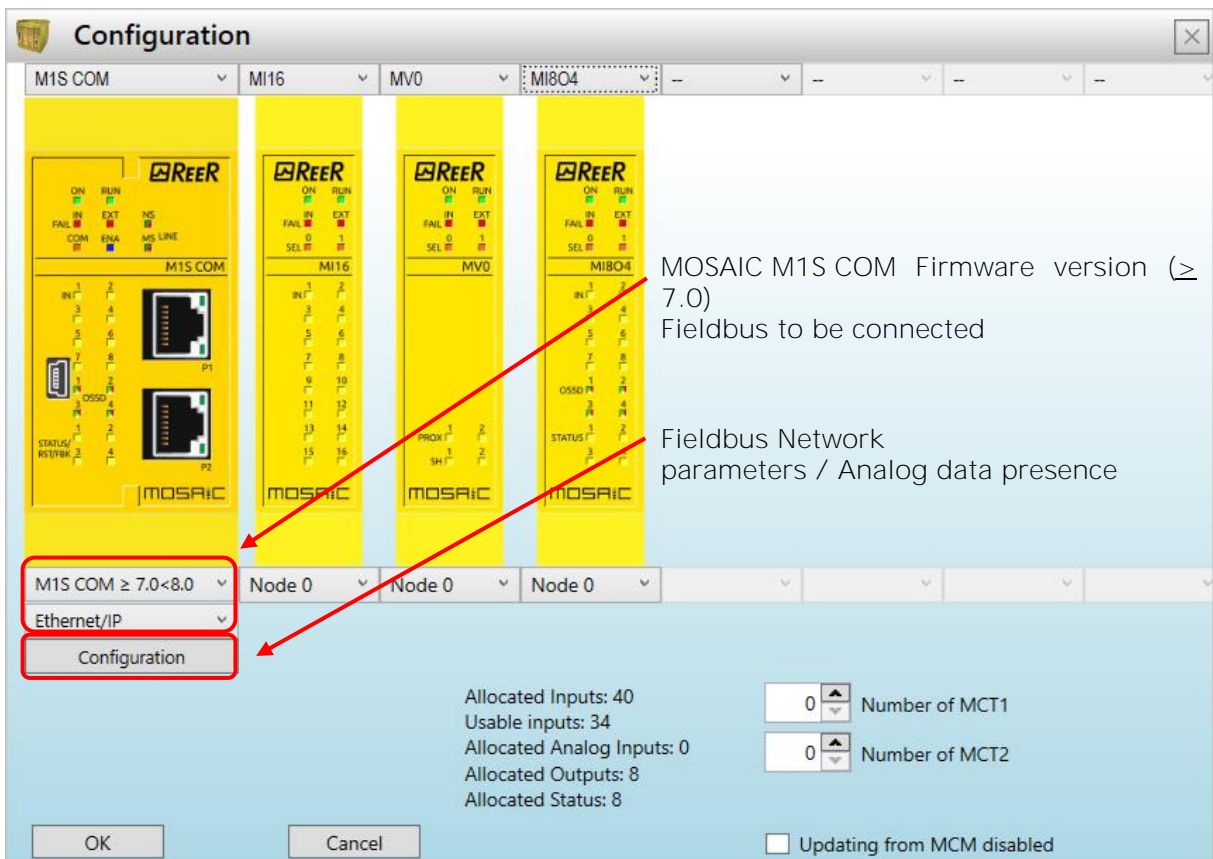 Configuration
M1S COM MI16 MV0 MI8O4 -- -- -- --
REER REER REER REER
ON RUN ON RUN ON RUN ON RUN
IN EXT NS IN EXT IN EXT IN EXT
FAIL FAIL FAIL FAIL
COM ENA MS LINE 0 1 0 1 0 1
SEL SEL SEL
M1S COM MI16 MV0 MI8O4
IN 1 2 IN 1 2 IN 1 2
3 4 3 4 3 4
5 6 5 6 5 6
7 8 P1 7 8 7 8
1 2 9 10 OSSD 1 2
OSSD
3 4 11 12 3 4
1 2 13 14 PROX 1 2 STATUS 1 2
STATUS/
RST/FBK 3 4 P2 15 16 SH 1 2 3 4
MOSAIC MOSAIC MOSAIC MOSAIC
MOSAIC M1S COM Firmware version (≥
7.0)
Fieldbus to be connected
Fieldbus Network
parameters / Analog data presence
M1S COM ≥ 7.0<8.0 Node 0 Node 0 Node 0
Ethernet/IP
Configuration
Allocated Inputs: 40
Usable inputs: 34
Allocated Analog Inputs: 0
Allocated Outputs: 8
Allocated Status: 8
0 Number of MCT1
0 Number of MCT2
OK Cancel Updating from MCM disabled